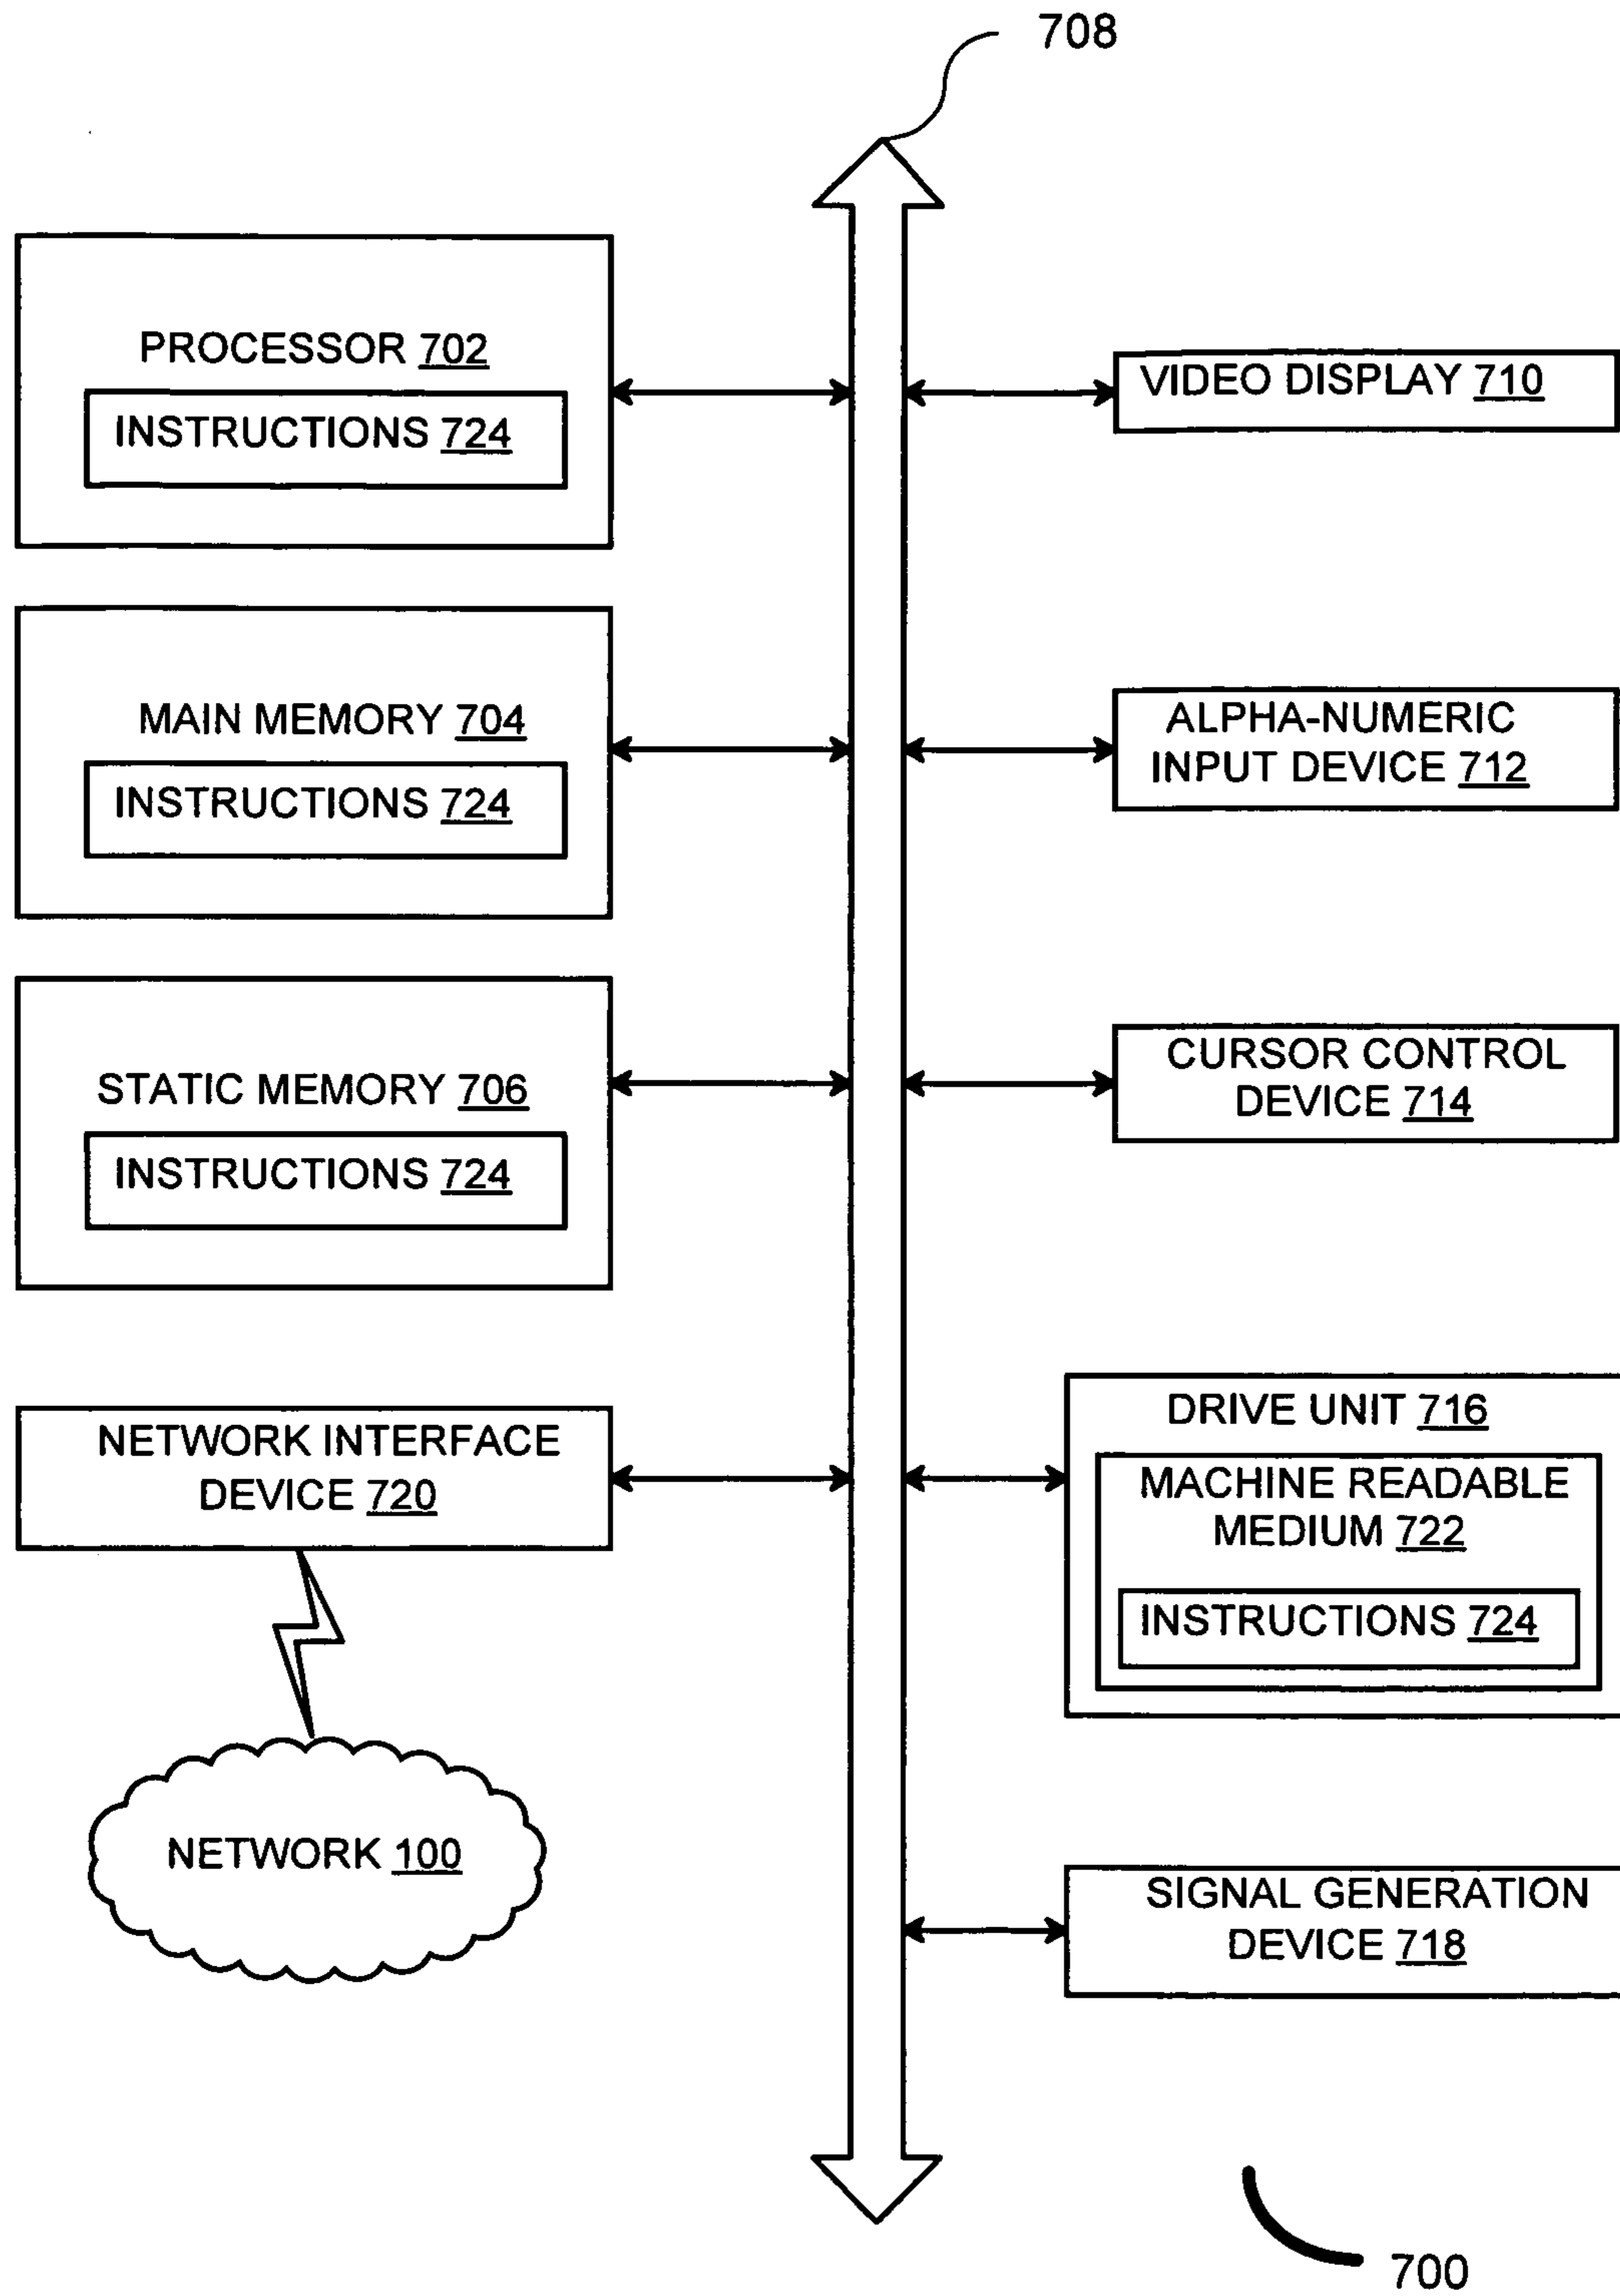 708
PROCESSOR 702
INSTRUCTIONS 724
MAIN MEMORY 704
INSTRUCTIONS 724
STATIC MEMORY 706
INSTRUCTIONS 724
NETWORK INTERFACE
DEVICE 720
NETWORK 100
VIDEO DISPLAY 710
ALPHA-NUMERIC
INPUT DEVICE 712
CURSOR CONTROL
DEVICE 714
DRIVE UNIT 716
MACHINE READABLE
MEDIUM 722
INSTRUCTIONS 724
SIGNAL GENERATION
DEVICE 718
700